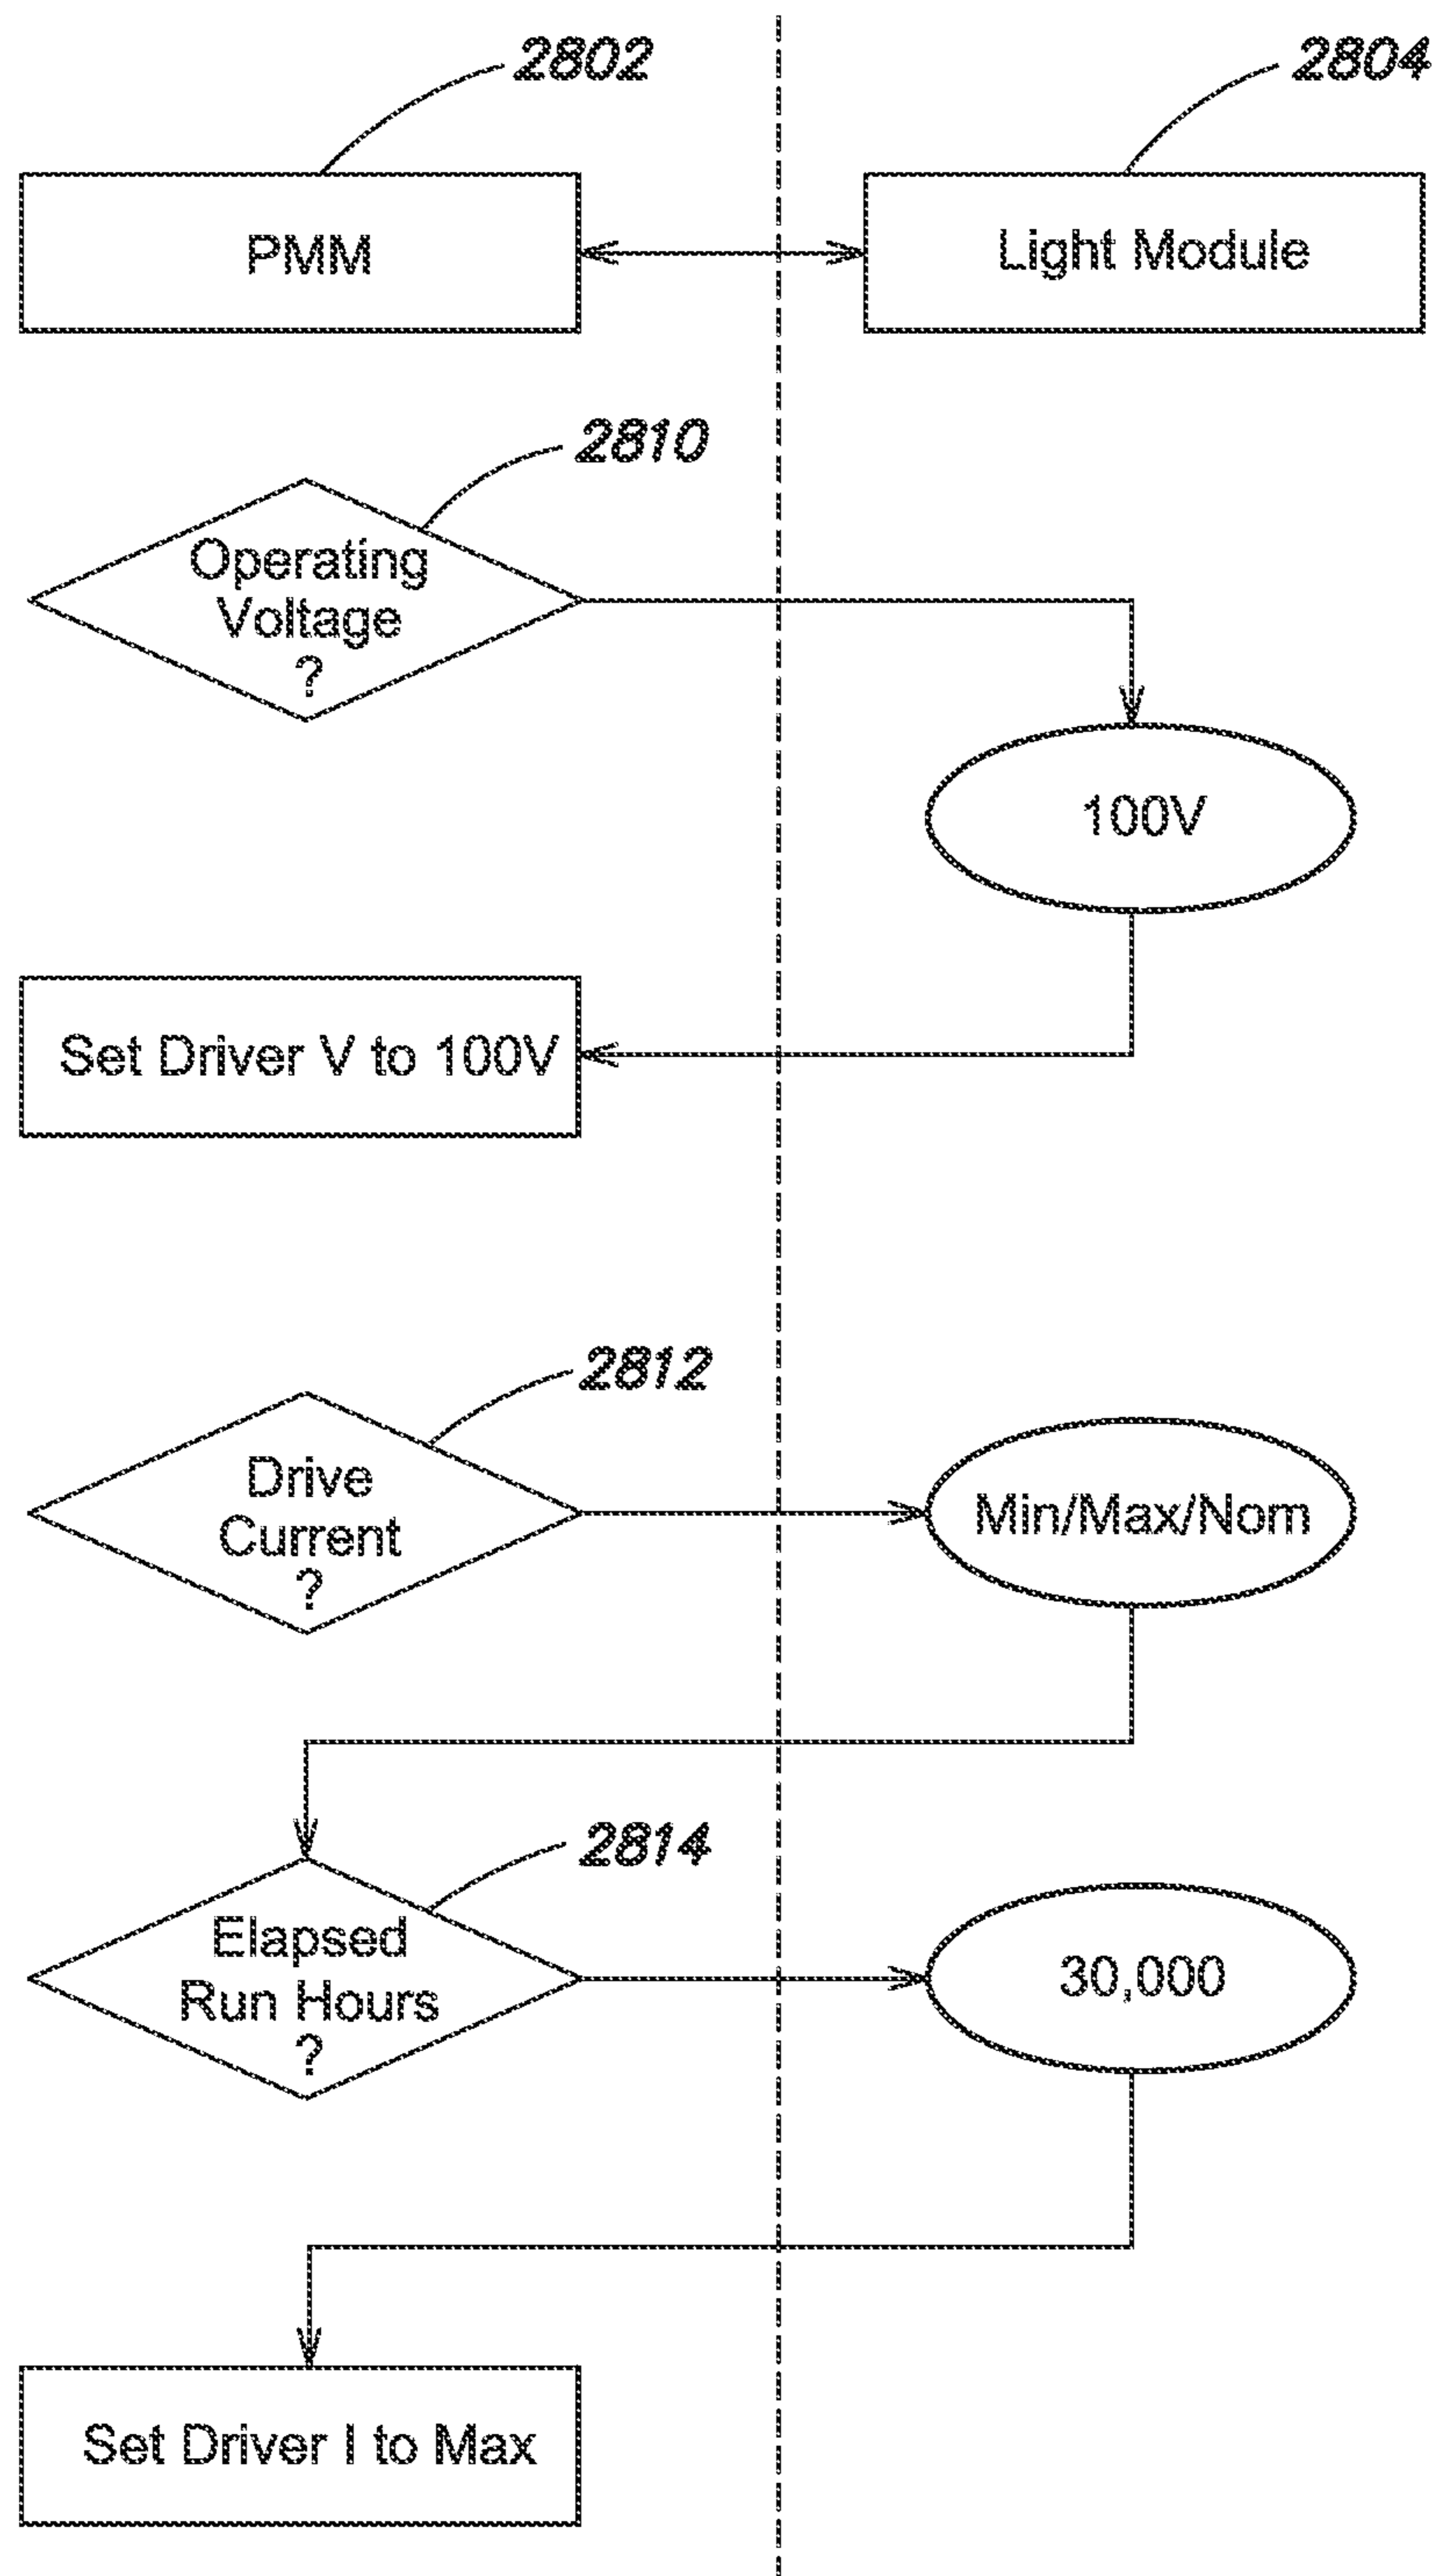 2802
2804
PMM
Light Module
2810
Operating
Voltage
?
100V
Set Driver V to 100V
2812
Drive
Current
?
Min/Max/Nom
2814
Elapsed
Run Hours
?
30,000
Set Driver I to Max